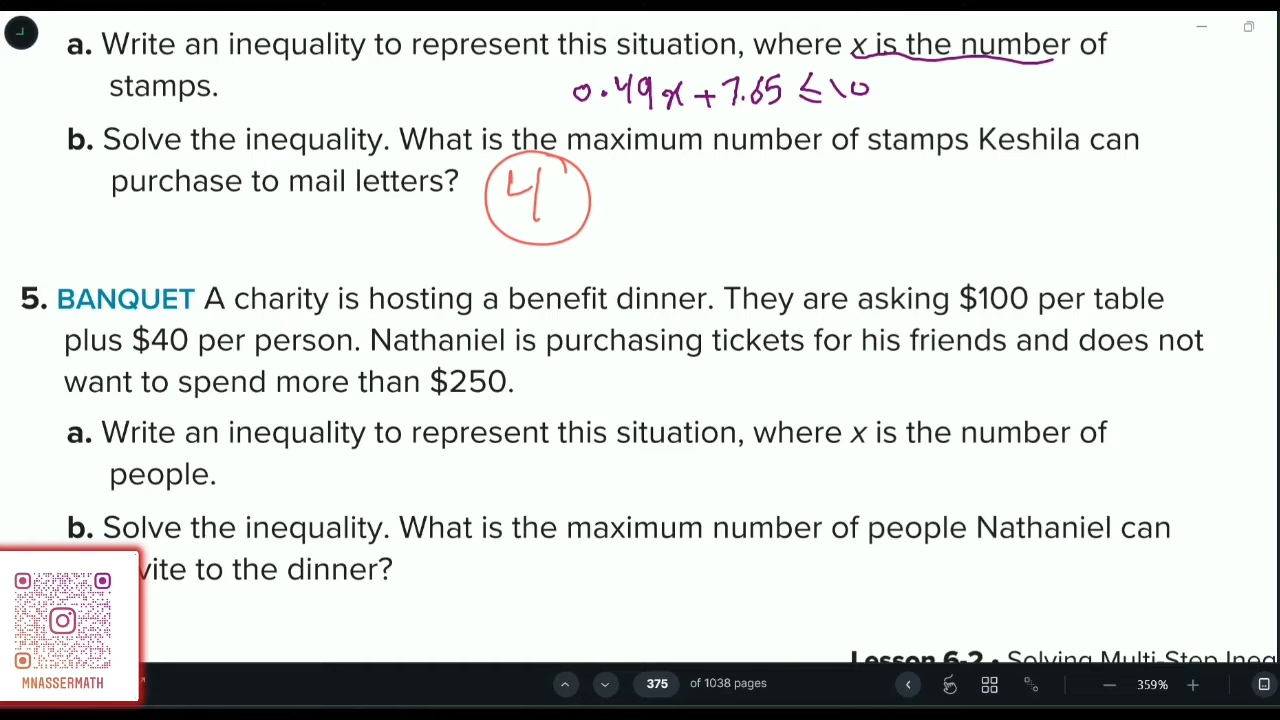 a. Write an inequality to represent this situation, where x is the number of
stamps.
0.49x + 7.65 ≤ 10
b. Solve the inequality. What is the maximum number of stamps Keshila can
purchase to mail letters?
4
5. BANQUET A charity is hosting a benefit dinner. They are asking $100 per table
plus $40 per person. Nathaniel is purchasing tickets for his friends and does not
want to spend more than $250.
a. Write an inequality to represent this situation, where x is the number of
people.
b. Solve the inequality. What is the maximum number of people Nathaniel can
vite to the dinner?
Lesson 6-2 • Solving Multi-Step Ineq
MNASSERMATH
375 of 1038 pages
359%